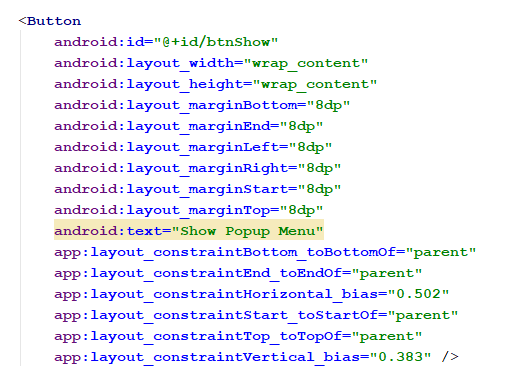 <Button
android:id="@+id/btnShow"
android:layout_width="wrap_content"
android:layout_height="wrap_content"
android:layout_marginBottom="8dp"
android:layout_marginEnd="8dp"
android:layout_marginLeft="8dp"
android:layout_marginRight="8dp"
android:layout_marginStart="8dp"
android:layout_marginTop="8dp"
android:text="Show Popup Menu"
app:layout_constraintBottom_toBottomOf="parent"
app:layout_constraintEnd_toEndOf="parent"
app:layout_constraintHorizontal_bias="0.502"
app:layout_constraintStart_toStartOf="parent"
app:layout_constraintTop_toTopOf="parent"
app:layout_constraintVertical_bias="0.383" />